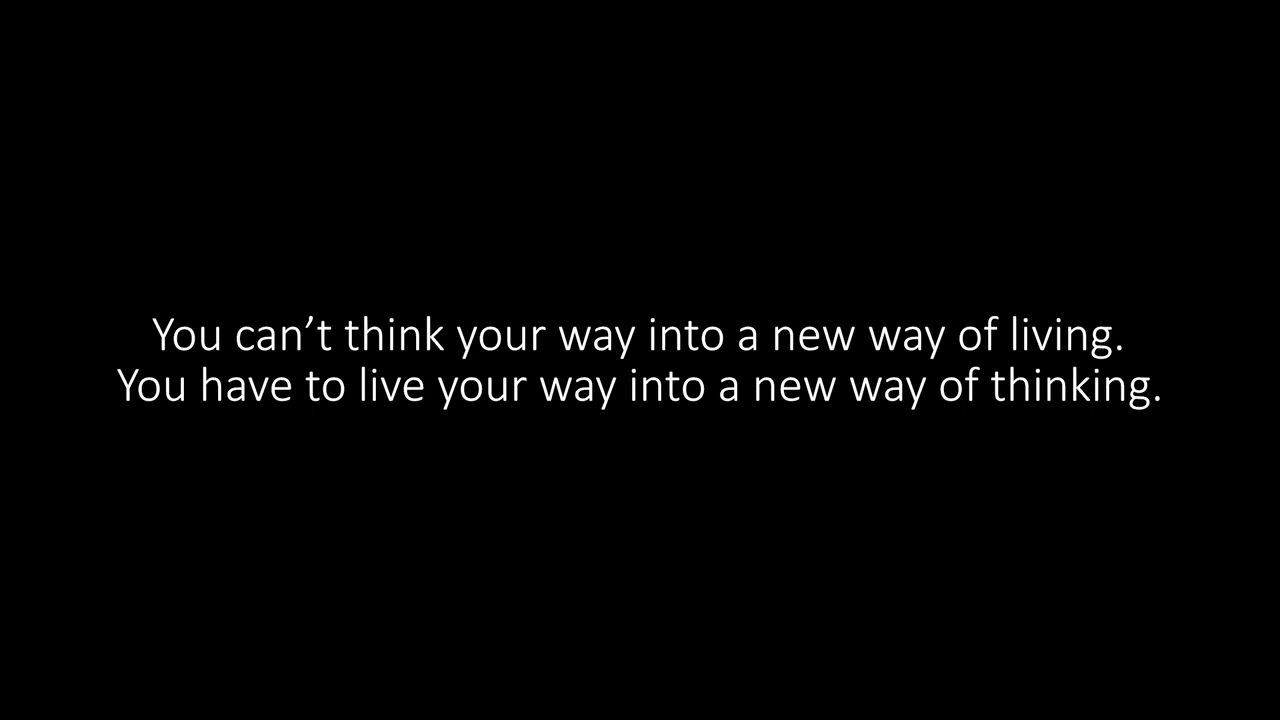 You can’t think your way into a new way of living.
You have to live your way into a new way of thinking.